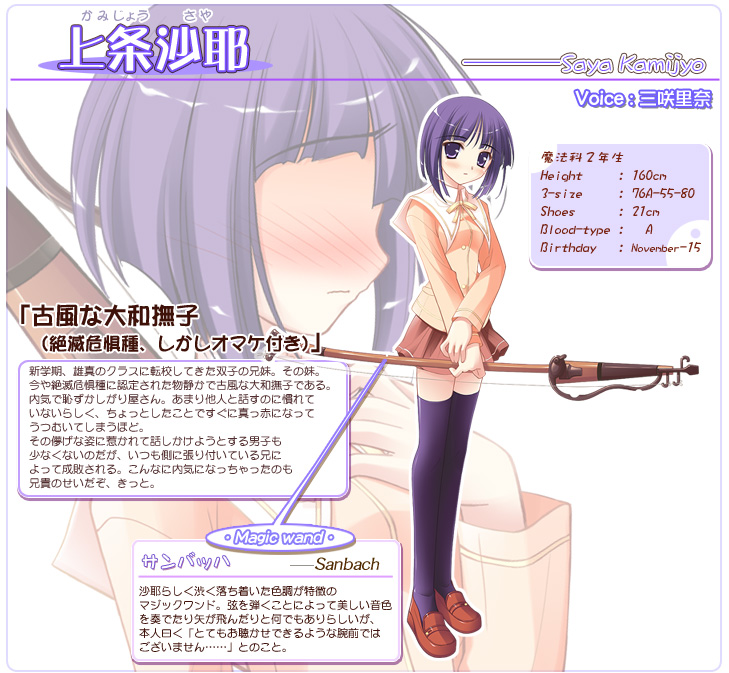 かみじょう さや
上条沙耶
Saya Kamijyo
Voice : 三咲里奈
魔法科2年生
Height : 160cm
3-size : 76A-55-80
Shoes : 21cm
Blood-type : A
Birthday : November-15
「古風な大和撫子
(絶滅危惧種、しかしオマケ付き)」
新学期、雄真のクラスに転校してきた双子の兄妹。その妹。
今や絶滅危惧種に認定された物静かで古風な大和撫子である。
内気で恥ずかしがり屋さん。あまり他人と話すのに慣れて
いないらしく、ちょっとしたことですぐに真っ赤になって
うつむいてしまうほど。
その儚げな姿に惹かれて話しかけようとする男子も
少なくないのだが、いつも側に張り付いている兄に
よって成敗される。こんなに内気になっちゃったのも
兄貴のせいだぞ、きっと。
・Magic wand・
サンバッハ ──Sanbach
沙耶らしく渋く落ち着いた色調が特徴の
マジックワンド。弦を弾くことによって美しい音色
を奏でたり矢が飛んだりと何でもありらしいが、
本人曰く「とてもお聴かせできるような腕前では
ございません……」とのこと。